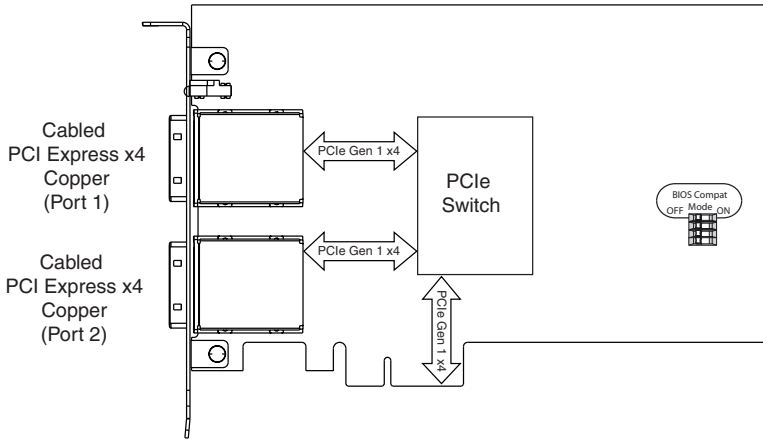 Cabled
PCI Express x4
Copper
(Port 1)
PCIe Gen 1 x4
PCIe
Switch
BIOS Compat
Mode
OFF
ON
Cabled
PCI Express x4
Copper
(Port 2)
PCIe Gen 1 x4
PCIe Gen 1 x4